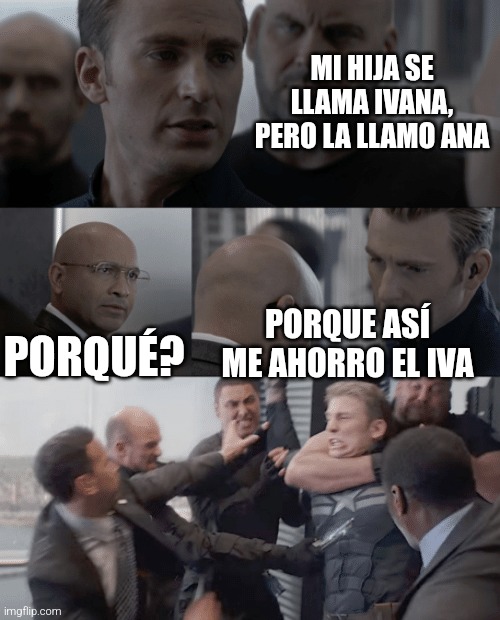 MI HIJA SE
LLAMA IVANA,
PERO LA LLAMO ANA
PORQUÉ?
PORQUE ASÍ
ME AHORRO EL IVA
imgflip.com